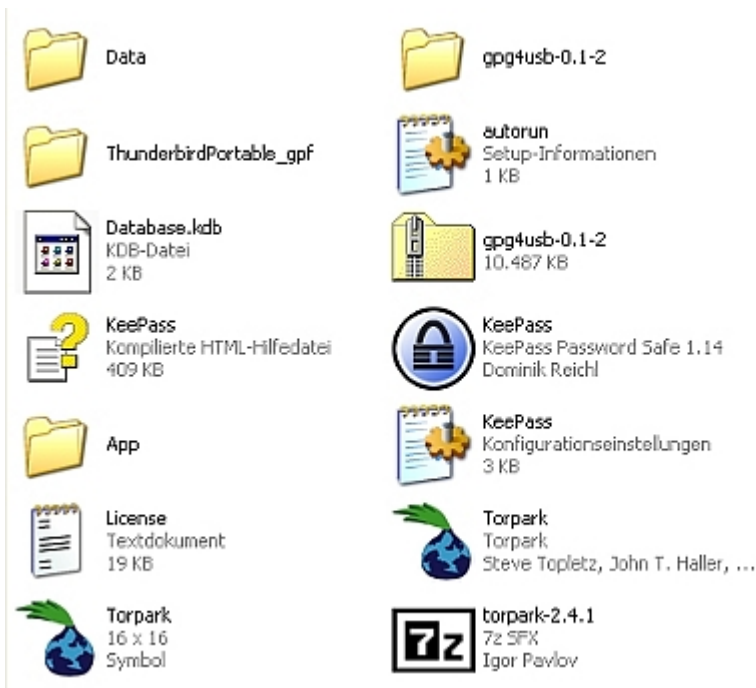 Data
gpg4usb-0.1-2
ThunderbirdPortable_gpf
autorun
Setup-Informationen
1 KB
Database.kdb
KDB-Datei
2 KB
gpg4usb-0.1-2
10.487 KB
KeePass
Kompilierte HTML-Hilfedatei
409 KB
KeePass
KeePass Password Safe 1.14
Dominik Reichl
App
KeePass
Konfigurationseinstellungen
3 KB
License
Textdokument
19 KB
Torpark
Torpark
Steve Topletz, John T. Haller, ...
Torpark
16 x 16
Symbol
7z
torpark-2.4.1
7z SFX
Igor Pavlov